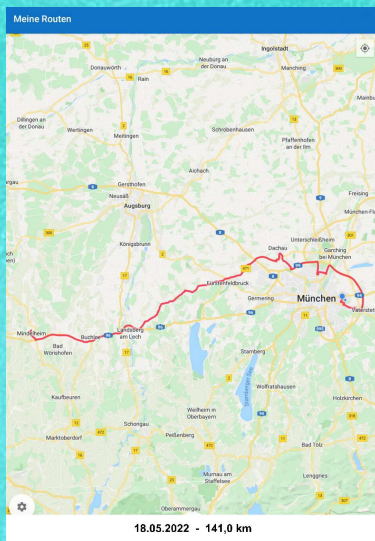 Meine Routen
Ingolstadt
Neuburg an
der Donau
Donauwörth
Manching
Rain
Dillingen an
der Donau
Wertingen
Meitingen
Schrobenhausen
Pfaffenhofen
an der Ilm
Aichach
Gersthofen
Neusäß
Augsburg
Freising
Königsbrunn
Unterschleißheim
Dachau
Garching
bei München
Fürstenfeldbruck
Germering
München
Vaterstet
Mindelheim
Buchloe
Landsberg
am Lech
Bad
Wörishofen
Starnberg
Starnberger See
Wolfratshausen
Kaufbeuren
Holzkirchen
Weilheim in
Oberbayern
Schongau
Peißenberg
Marktoberdorf
Bad Tölz
Murnau am
Staffelsee
Lenggries
Oberammergau
18.05.2022 - 141,0 km